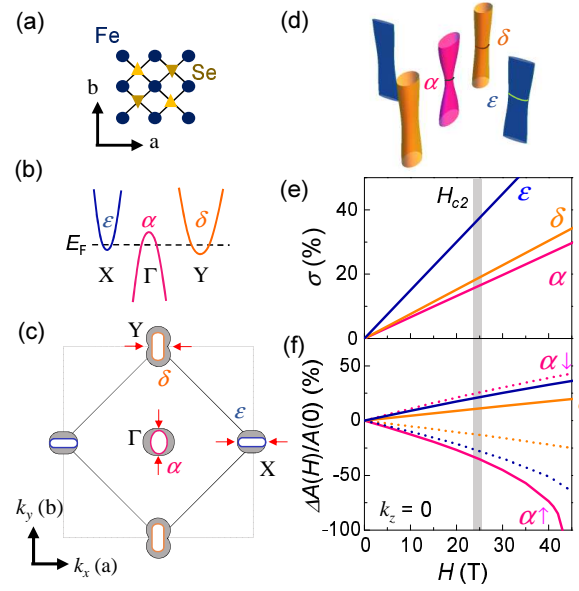 (a)
Fe
Se
b
a
(b)
ε
α
δ
E_F
X
Γ
Y
(c)
Y
δ
ε
Γ
α
X
k_y (b)
k_x (a)
(d)
δ
α
ε
(e)
H_c2
ε
δ
α
40
20
0
σ (%)
(f)
α↓
50
0
-50
-100
ΔA(H)/A(0) (%)
k_z = 0
α↑
0
10
20
30
40
H (T)